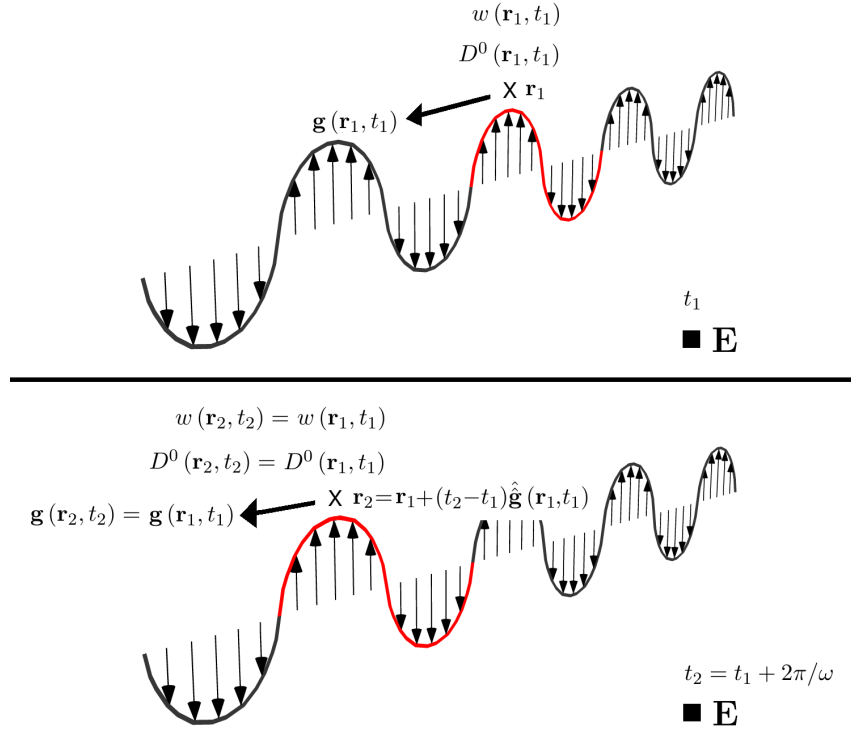 w (r₁, t₁)
D⁰ (r₁, t₁)
X r₁
g (r₁, t₁)
t₁
E
w (r₂, t₂) = w (r₁, t₁)
D⁰ (r₂, t₂) = D⁰ (r₁, t₁)
X r₂=r₁+(t₂−t₁)ĝ̂ (r₁,t₁)
g (r₂, t₂) = g (r₁, t₁)
t₂ = t₁ + 2π/ω
E